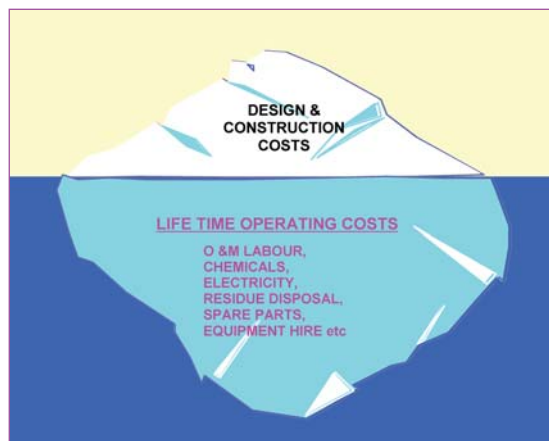 DESIGN &
CONSTRUCTION
COSTS
LIFE TIME OPERATING COSTS
O &M LABOUR,
CHEMICALS,
ELECTRICITY,
RESIDUE DISPOSAL,
SPARE PARTS,
EQUIPMENT HIRE etc